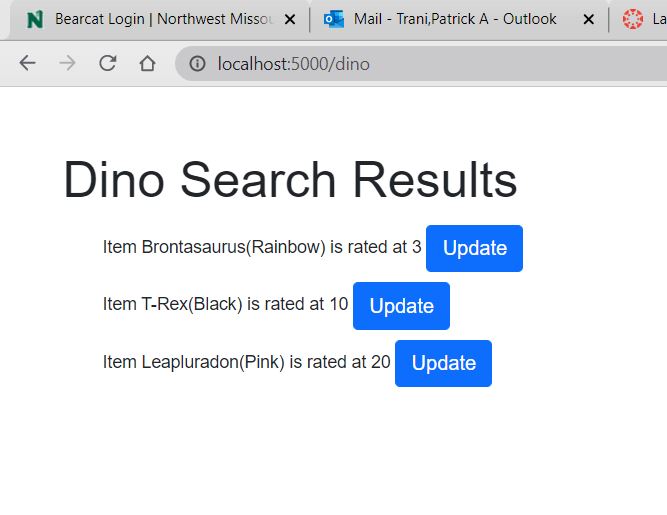 Bearcat Login | Northwest Missou
Mail - Trani,Patrick A - Outlook
La
localhost:5000/dino
Dino Search Results
Item Brontasaurus(Rainbow) is rated at 3 Update
Item T-Rex(Black) is rated at 10 Update
Item Leapluradon(Pink) is rated at 20 Update